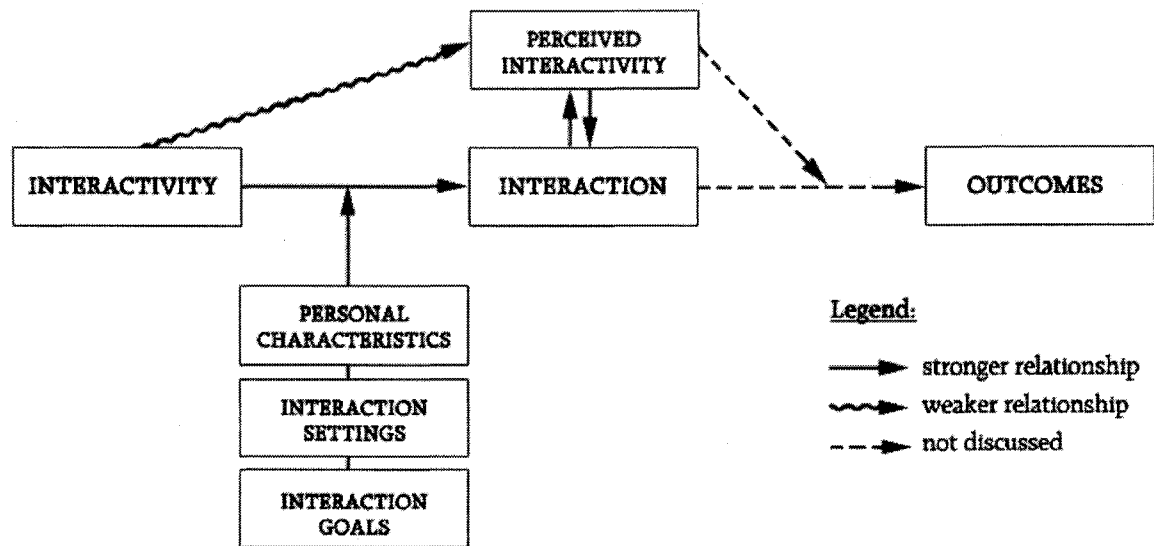 PERCEIVED
INTERACTIVITY
INTERACTIVITY
INTERACTION
OUTCOMES
PERSONAL
CHARACTERISTICS
INTERACTION
SETTINGS
INTERACTION
GOALS
Legend:
stronger relationship
weaker relationship
not discussed